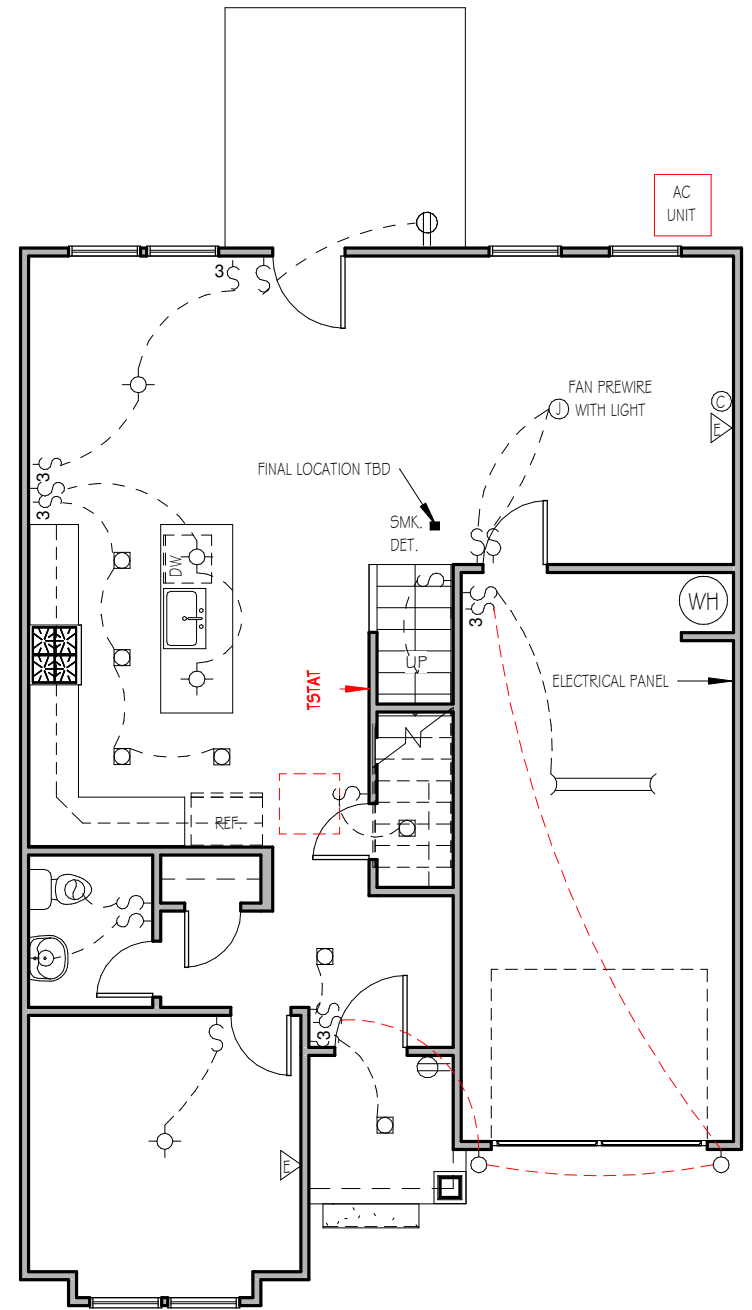 AC
UNIT
3
FAN PREWIRE
WITH LIGHT
J
C
E
3
FINAL LOCATION TBD
3
SMK.
DET.
DW
WH
3
UP
TSTAT
ELECTRICAL PANEL
REF.
3